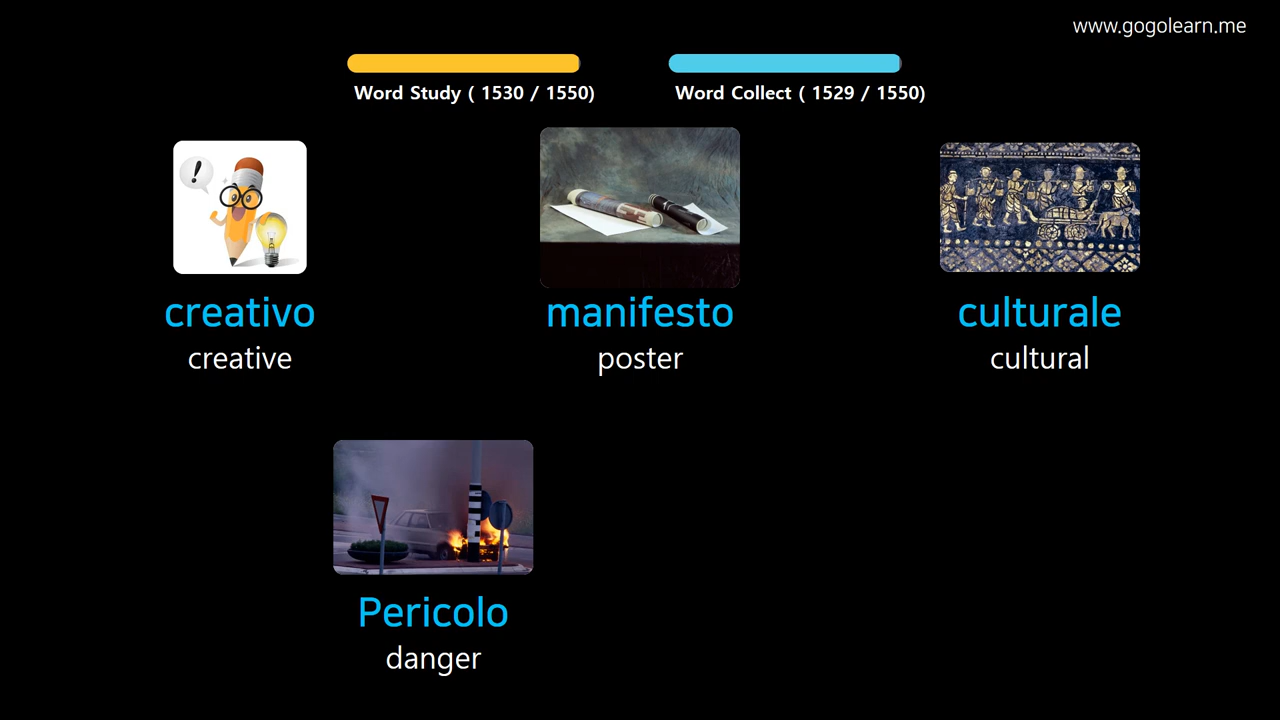 www.gogolearn.me
Word Study ( 1530 / 1550)
Word Collect ( 1529 / 1550)
!
creativo
creative
manifesto
poster
culturale
cultural
Pericolo
danger